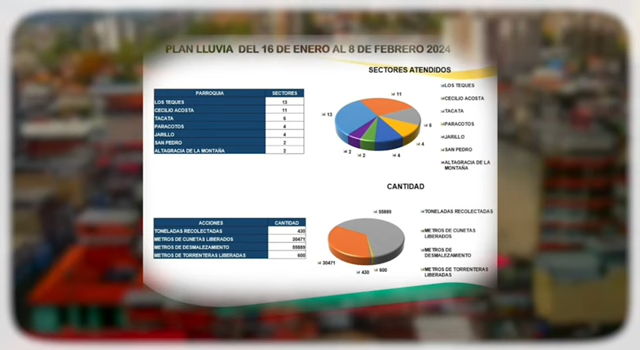 PLAN LLUVIA DEL 16 DE ENERO AL 8 DE FEBRERO 2024
SECTORES ATENDIDOS
PARROQUIA SECTORES
LOS TEQUES 13
CECILIO ACOSTA 11
TACATA 6
PARACOTOS 4
JARILLO 4
SAN PEDRO 2
ALTAGRACIA DE LA MONTAÑA 2
13
11
6
4
4
2
2
LOS TEQUES
CECILIO ACOSTA
TACATA
PARACOTOS
JARILLO
SAN PEDRO
ALTAGRACIA DE LA
MONTAÑA
CANTIDAD
ACCIONES CANTIDAD
TONELADAS RECOLECTADAS 430
METROS DE CUNETAS LIBERADOS 30471
METROS DE DESMALEZAMIENTO 55889
METROS DE TORRENTERAS LIBERADAS 600
55889
30471
430
600
TONELADAS RECOLECTADAS
METROS DE CUNETAS
LIBERADOS
METROS DE
DESMALEZAMIENTO
METROS DE TORRENTERAS
LIBERADAS